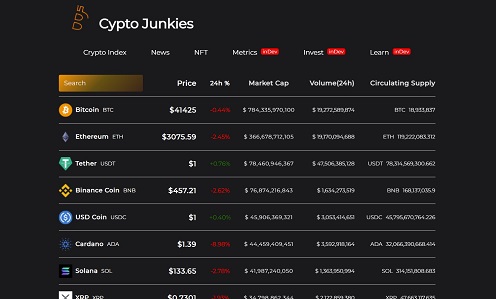 Cypto Junkies
Crypto Index News NFT Metrics InDev Invest InDev Learn InDev
Search Price 24h % Market Cap Volume(24h) Circulating Supply
Bitcoin BTC $41425 -0.44% $ 784,335,970,100 $ 19,272,589,874 BTC 18,933,837
Ethereum ETH $3075.59 -2.43% $ 366,678,712,105 $ 19,170,094,688 ETH 119,222,083.312
Tether USDT $1 +0.76% $ 78,460,946,367 $ 47,506,385,128 USDT 78,314,569,300.662
Binance Coin BNB $457.21 -2.62% $ 76,874,216,843 $ 1,634,273,519 BNB 168,137,035.9
USD Coin USDC $1 +0.40% $ 45,906,369,321 $ 3,053,414,651 USDC 45,795,670,764.226
Cardano ADA $1.39 -8.98% $ 44,459,409,451 $ 3,592,918,164 ADA 32,066,390,668.414
Solana SOL $133.65 -2.76% $ 41,987,240,050 $ 1,363,950,994 SOL 314,151,808.683
XRP XRP $0.7301